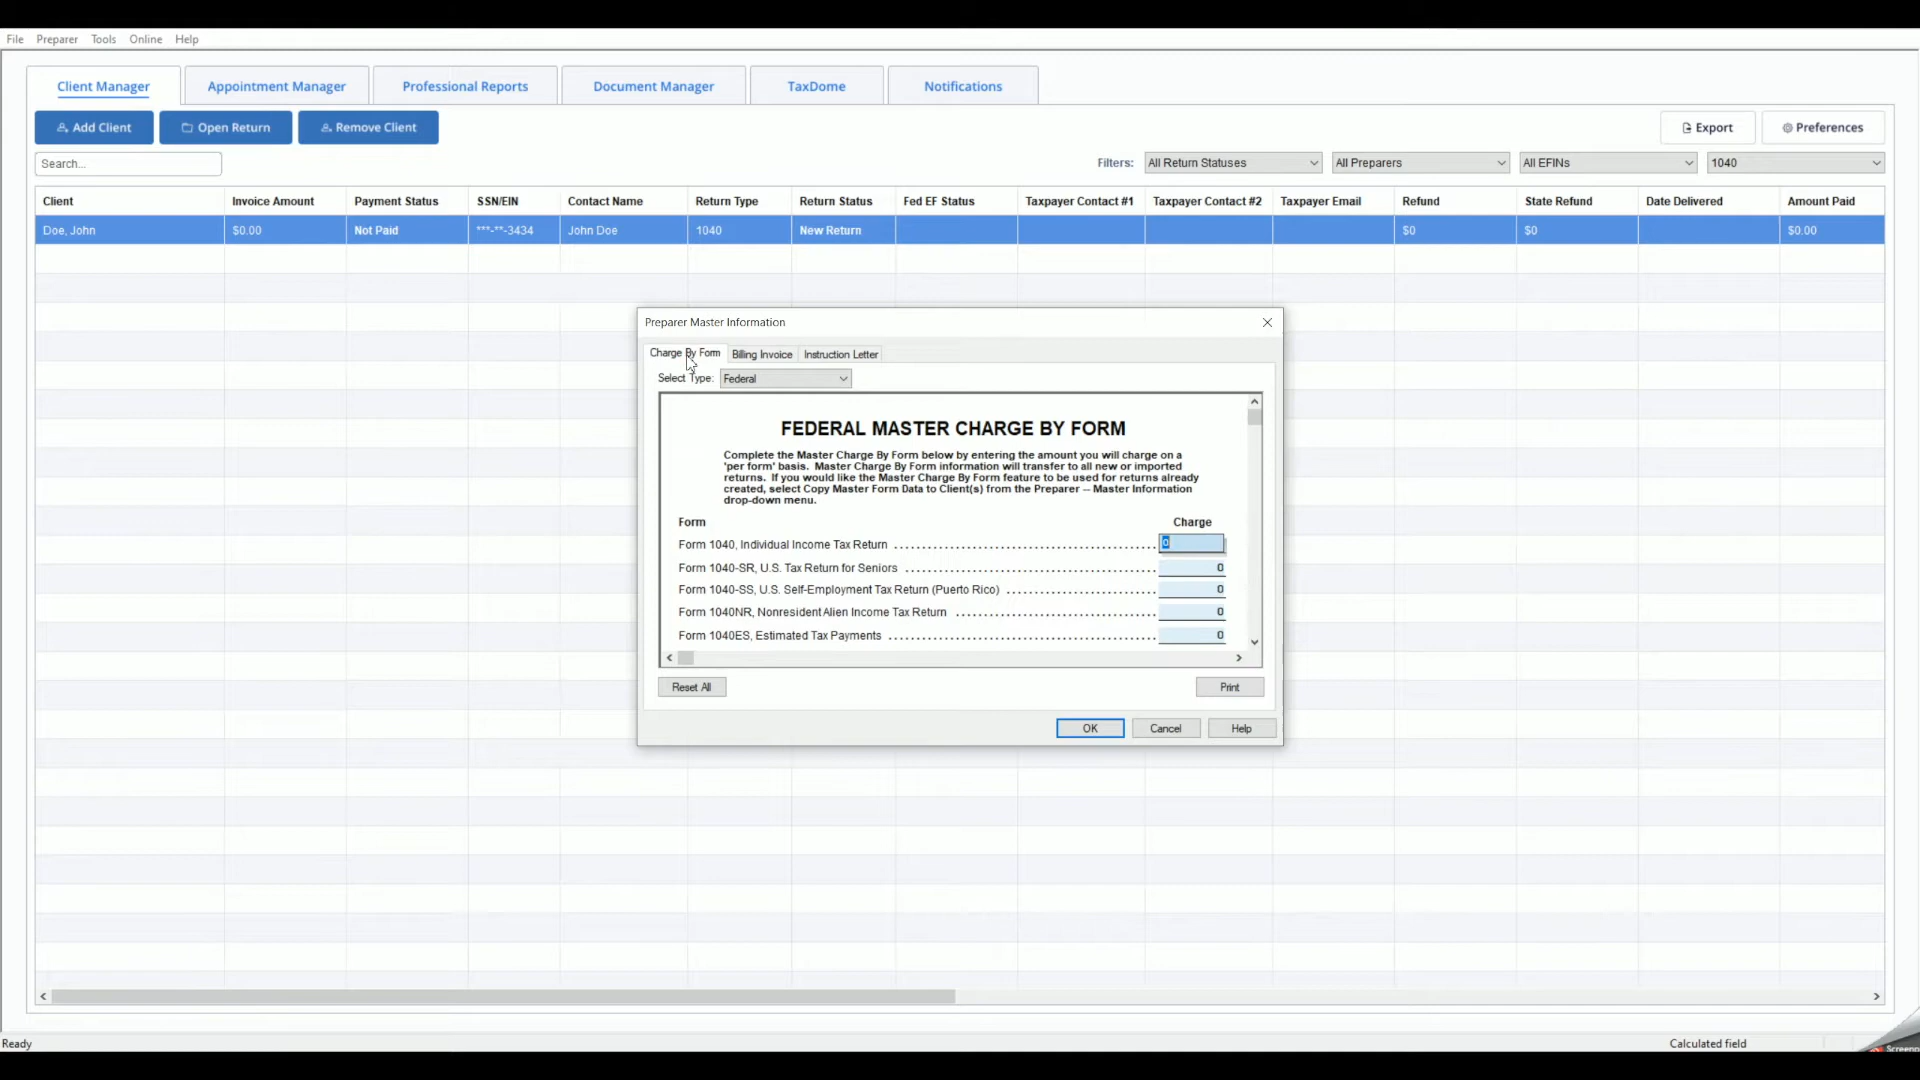 File Preparer Tools Online Help
Client Manager Appointment Manager Professional Reports Document Manager TaxDome Notifications
Add Client Open Return Remove Client Export Preferences
Search... Filters: All Return Statuses All Preparers All EFINs 1040
Client Invoice Amount Payment Status SSN/EIN Contact Name Return Type Return Status Fed EF Status Taxpayer Contact #1 Taxpayer Contact #2 Taxpayer Email Refund State Refund Date Delivered Amount Paid
Doe, John $0.00 Not Paid ***-**-3434 John Doe 1040 New Return $0 $0 $0.00
Preparer Master Information
Charge By Form Billing Invoice Instruction Letter
Select Type: Federal
FEDERAL MASTER CHARGE BY FORM
Complete the Master Charge By Form below by entering the amount you will charge on a
'per form' basis. Master Charge By Form information will transfer to all new or imported
returns. If you would like the Master Charge By Form feature to be used for returns already
created, select Copy Master Form Data to Client(s) from the Preparer -- Master Information
drop-down menu.
Form Charge
Form 1040, Individual Income Tax Return 0
Form 1040-SR, U.S. Tax Return for Seniors 0
Form 1040-SS, U.S. Self-Employment Tax Return (Puerto Rico) 0
Form 1040NR, Nonresident Alien Income Tax Return 0
Form 1040ES, Estimated Tax Payments 0
Reset All Print
OK Cancel Help
Ready Calculated field